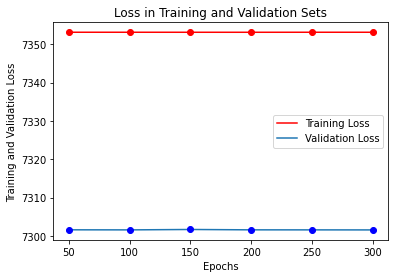 Loss in Training and Validation Sets
Training and Validation Loss
7350
7340
7330
7320
7310
7300
Training Loss
Validation Loss
50
100
150
200
250
300
Epochs